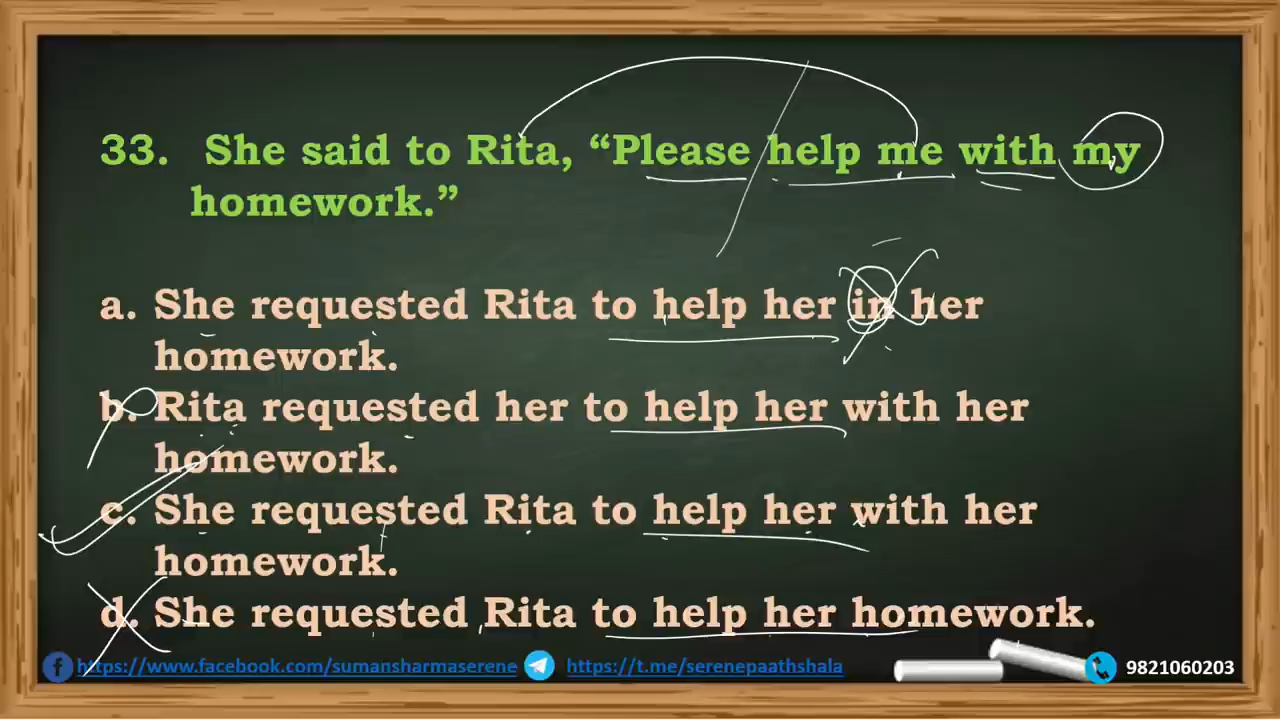 33. She said to Rita, “Please help me with my
homework.”
a. She requested Rita to help her in her
homework.
b. Rita requested her to help her with her
homework.
c. She requested Rita to help her with her
homework.
d. She requested Rita to help her homework.
https://www.facebook.com/sumansharmaserene https://t.me/serenepaathshala 9821060203